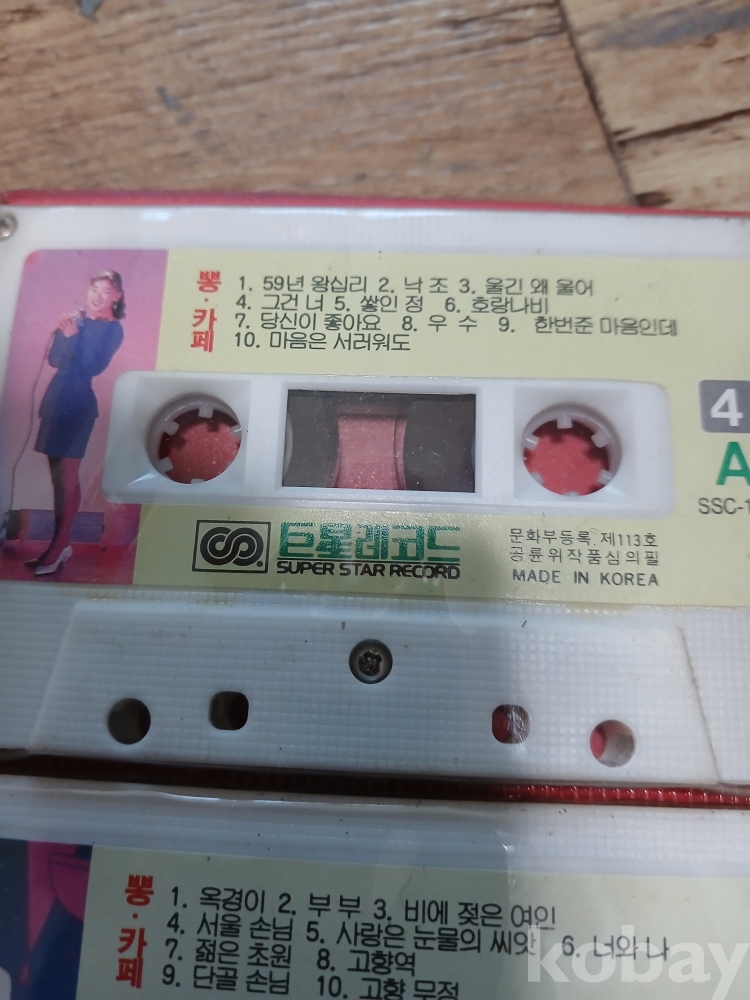 뽕·카페
1. 59년 왕십리 2. 낙 조 3. 울긴 왜 울어
4. 그건 너 5. 쌓인 정 6. 호랑나비
7. 당신이 좋아요 8. 우 수 9. 한번준 마음인데
10. 마음은 서러워도
4
A
SSC-1
거성레코드
SUPER STAR RECORD
문화부등록. 제113호
공륜위작품심의필
MADE IN KOREA
뽕·카페
1. 옥경이 2. 부 부 3. 비에 젖은 여인
4. 서울 손님 5. 사랑은 눈물의 씨앗 6. 너와 나
7. 젊은 초원 8. 고향역
9. 단골 손님 10. 고향 무정
kobay